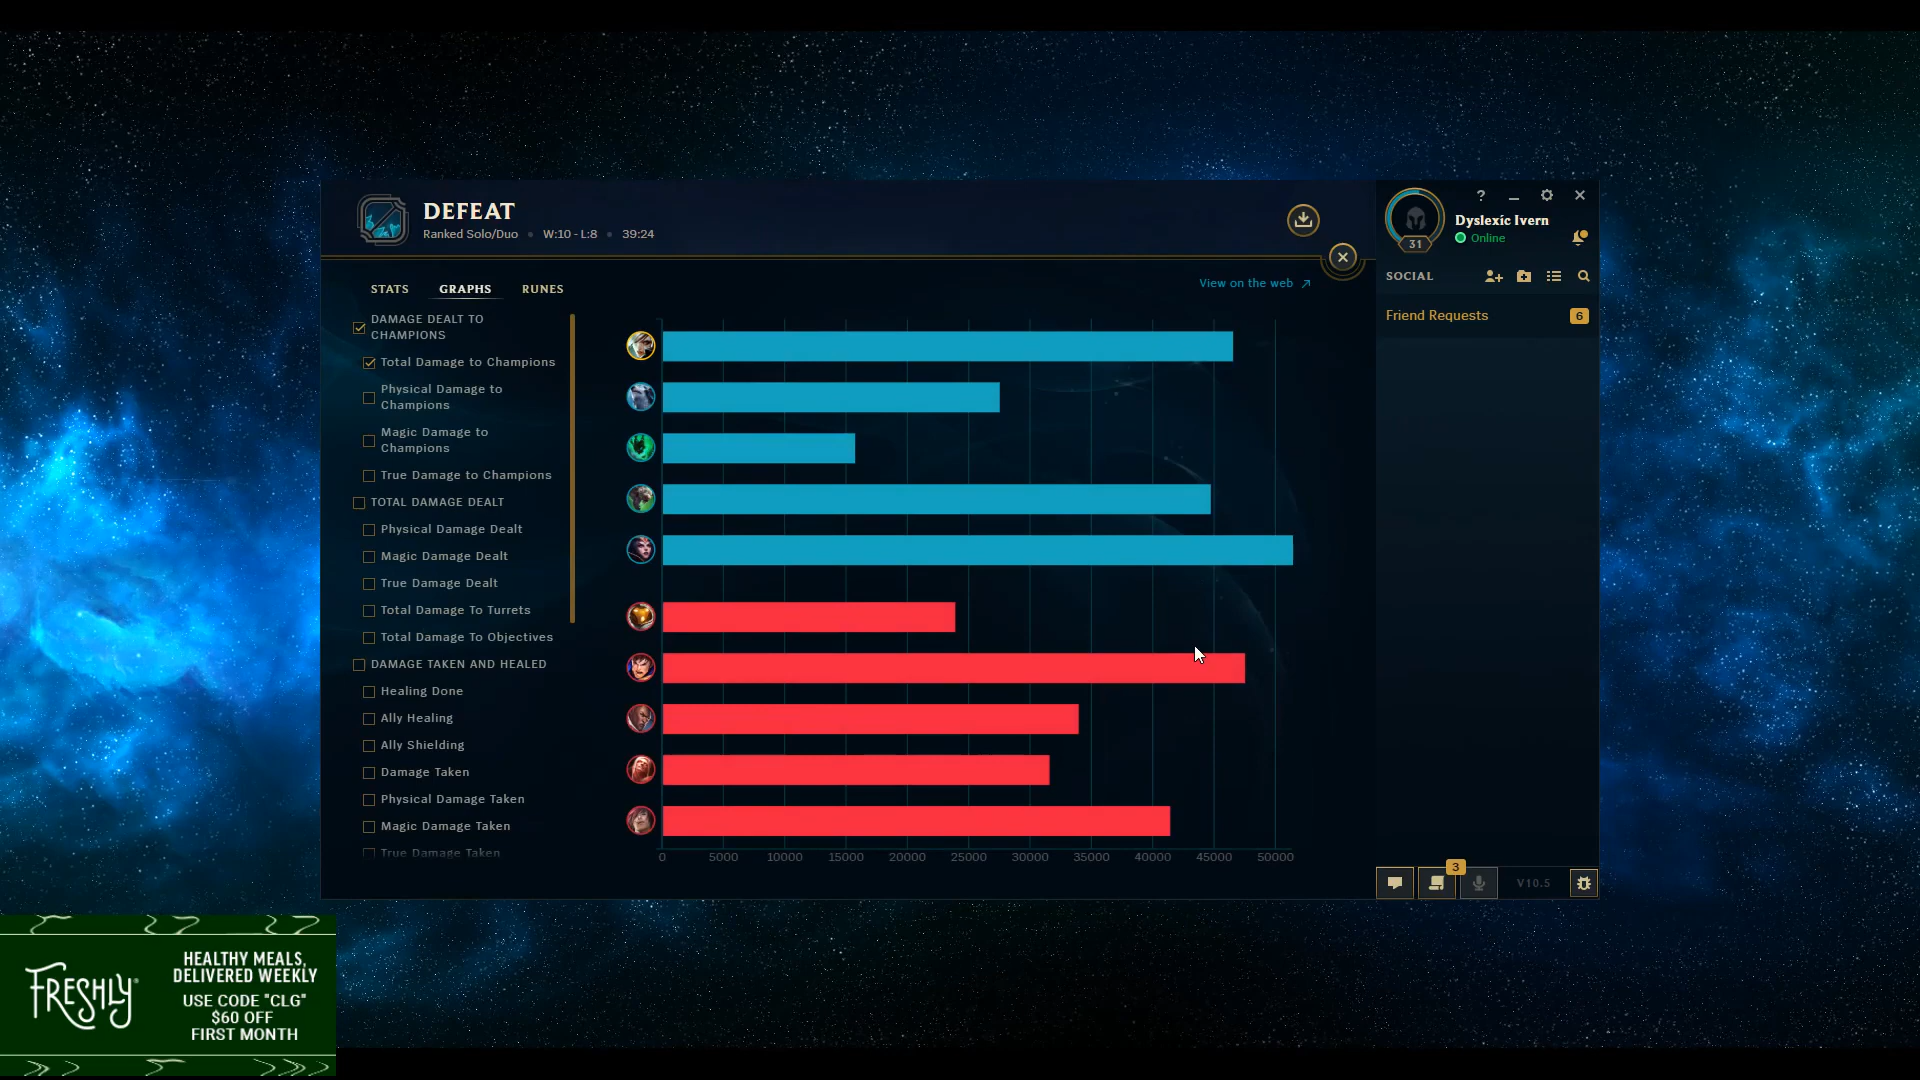 DEFEAT
Ranked Solo/Duo • W:10 - L:8 • 39:24
?
Dyslexic Ivern
Online
31
SOCIAL
Friend Requests 6
STATS GRAPHS RUNES
View on the web
DAMAGE DEALT TO
CHAMPIONS
Total Damage to Champions
Physical Damage to
Champions
Magic Damage to
Champions
True Damage to Champions
TOTAL DAMAGE DEALT
Physical Damage Dealt
Magic Damage Dealt
True Damage Dealt
Total Damage To Turrets
Total Damage To Objectives
DAMAGE TAKEN AND HEALED
Healing Done
Ally Healing
Ally Shielding
Damage Taken
Physical Damage Taken
Magic Damage Taken
True Damage Taken
0 5000 10000 15000 20000 25000 30000 35000 40000 45000 50000
3
V10.5
FRESHLY
HEALTHY MEALS,
DELIVERED WEEKLY
USE CODE "CLG"
$60 OFF
FIRST MONTH